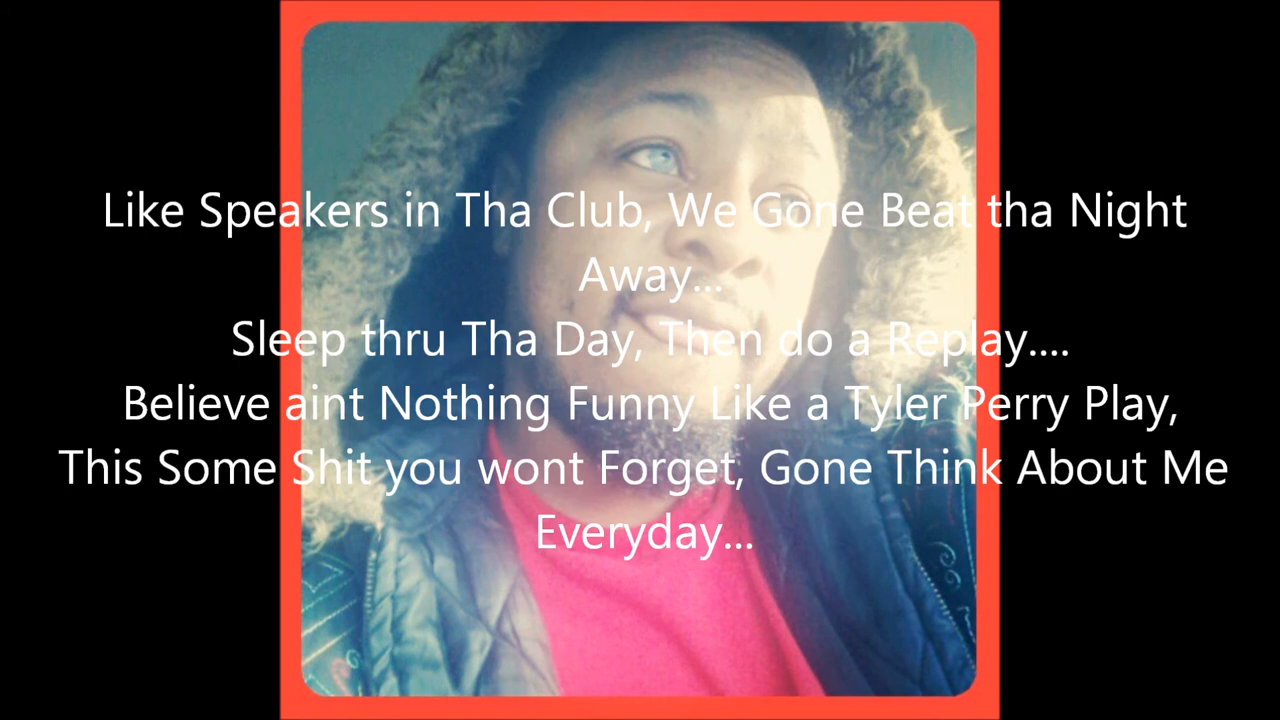 Like Speakers in Tha Club, We Gone Beat tha Night
Away...
Sleep thru Tha Day, Then do a Replay....
Believe aint Nothing Funny Like a Tyler Perry Play,
This Some Shit you wont Forget, Gone Think About Me
Everyday...